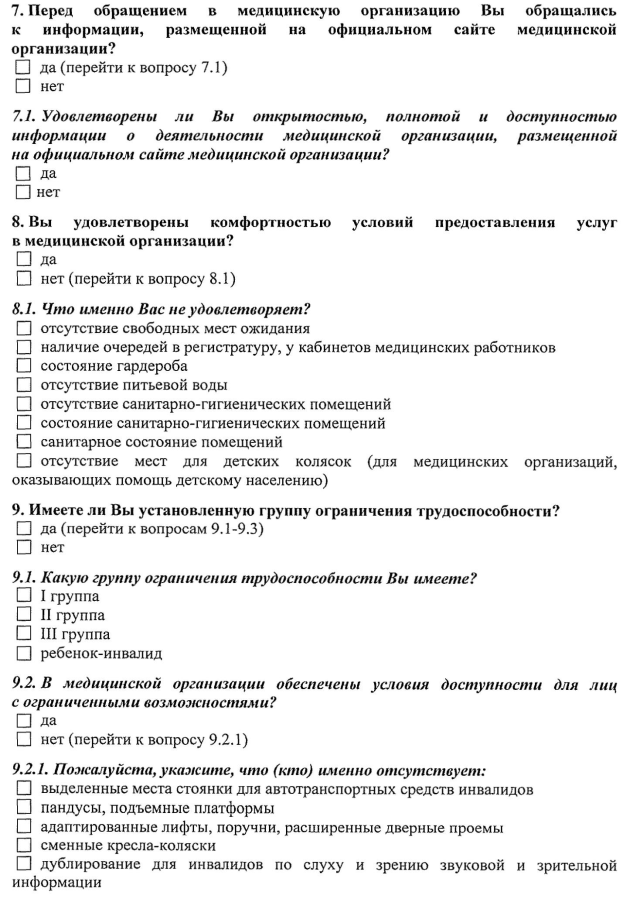 7. Перед обращением в медицинскую организацию Вы обращались
к информации, размещенной на официальном сайте медицинской
организации?
☐ да (перейти к вопросу 7.1)
☐ нет
7.1. Удовлетворены ли Вы открытостью, полнотой и доступностью
информации о деятельности медицинской организации, размещенной
на официальном сайте медицинской организации?
☐ да
☐ нет
8. Вы удовлетворены комфортностью условий предоставления услуг
в медицинской организации?
☐ да
☐ нет (перейти к вопросу 8.1)
8.1. Что именно Вас не удовлетворяет?
☐ отсутствие свободных мест ожидания
☐ наличие очередей в регистратуру, у кабинетов медицинских работников
☐ состояние гардероба
☐ отсутствие питьевой воды
☐ отсутствие санитарно-гигиенических помещений
☐ состояние санитарно-гигиенических помещений
☐ санитарное состояние помещений
☐ отсутствие мест для детских колясок (для медицинских организаций,
оказывающих помощь детскому населению)
9. Имеете ли Вы установленную группу ограничения трудоспособности?
☐ да (перейти к вопросам 9.1-9.3)
☐ нет
9.1. Какую группу ограничения трудоспособности Вы имеете?
☐ I группа
☐ II группа
☐ III группа
☐ ребенок-инвалид
9.2. В медицинской организации обеспечены условия доступности для лиц
с ограниченными возможностями?
☐ да
☐ нет (перейти к вопросу 9.2.1)
9.2.1. Пожалуйста, укажите, что (кто) именно отсутствует:
☐ выделенные места стоянки для автотранспортных средств инвалидов
☐ пандусы, подъемные платформы
☐ адаптированные лифты, поручни, расширенные дверные проемы
☐ сменные кресла-коляски
☐ дублирование для инвалидов по слуху и зрению звуковой и зрительной
информации